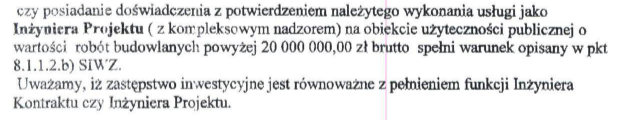 czy posiadanie doświadczenia z potwierdzeniem należytego wykonania usługi jako
Inżyniera Projektu ( z kompleksowym nadzorem) na obiekcie użyteczności publicznej o
wartości robót budowlanych powyżej 20 000 000,00 zł brutto spełni warunek opisany w pkt
8.1.1.2.b) SIWZ.
Uważamy, iż zastępstwo inwestycyjne jest równoważne z pełnieniem funkcji Inżyniera
Kontraktu czy Inżyniera Projektu.